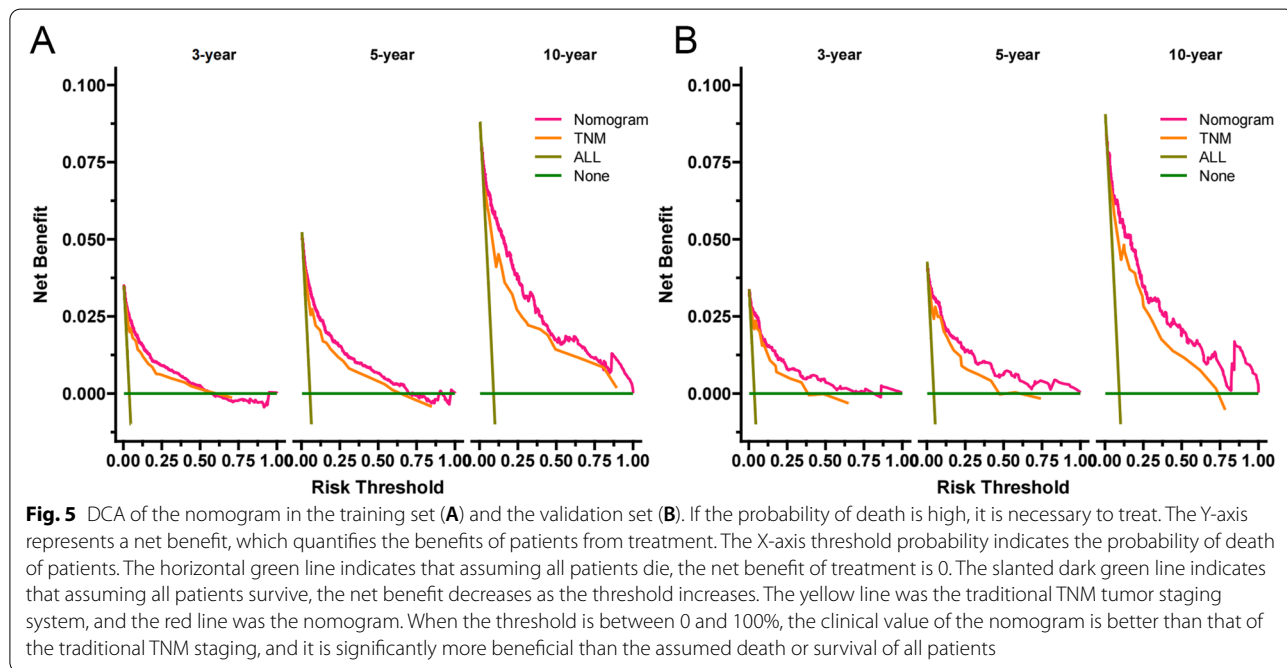 A
B
3-year
5-year
10-year
3-year
5-year
10-year
0.100
0.075
0.050
0.025
0.000
Net Benefit
Nomogram
TNM
ALL
None
0.100
0.075
0.050
0.025
0.000
Net Benefit
Nomogram
TNM
ALL
None
0.00 0.25 0.50 0.75 1.00
0.00 0.25 0.50 0.75 1.00
0.00 0.25 0.50 0.75 1.00
Risk Threshold
0.00 0.25 0.50 0.75 1.00
0.00 0.25 0.50 0.75 1.00
0.00 0.25 0.50 0.75 1.00
Risk Threshold
Fig. 5 DCA of the nomogram in the training set (A) and the validation set (B). If the probability of death is high, it is necessary to treat. The Y-axis
represents a net benefit, which quantifies the benefits of patients from treatment. The X-axis threshold probability indicates the probability of death
of patients. The horizontal green line indicates that assuming all patients die, the net benefit of treatment is 0. The slanted dark green line indicates
that assuming all patients survive, the net benefit decreases as the threshold increases. The yellow line was the traditional TNM tumor staging
system, and the red line was the nomogram. When the threshold is between 0 and 100%, the clinical value of the nomogram is better than that of
the traditional TNM staging, and it is significantly more beneficial than the assumed death or survival of all patients